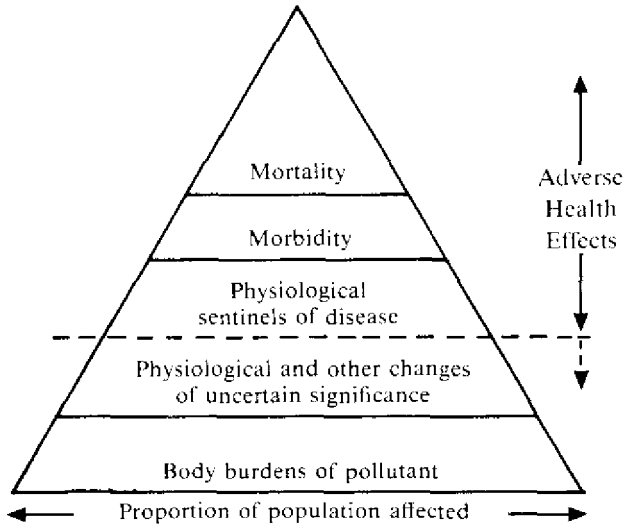 Mortality
Morbidity
Physiological
sentinels of disease
Physiological and other changes
of uncertain significance
Body burdens of pollutant
Proportion of population affected
Adverse
Health
Effects